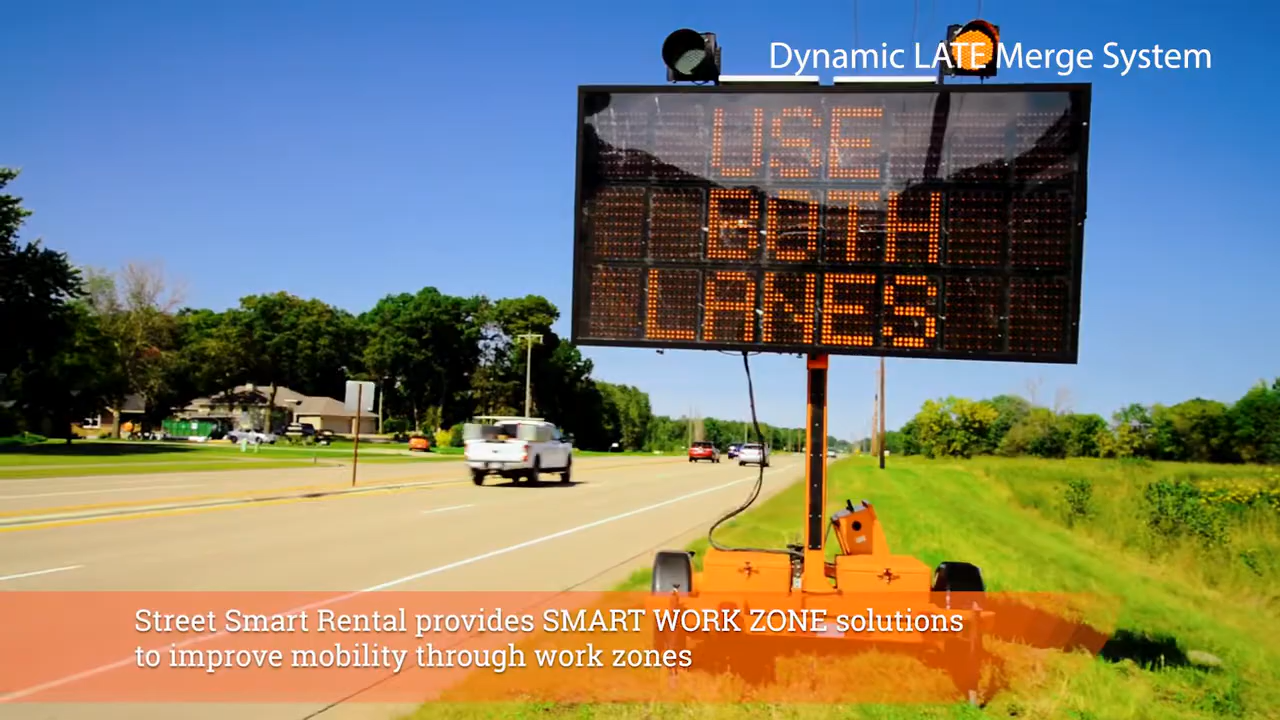 Dynamic LATE Merge System
USE
BOTH
LANES
Street Smart Rental provides SMART WORK ZONE solutions
to improve mobility through work zones